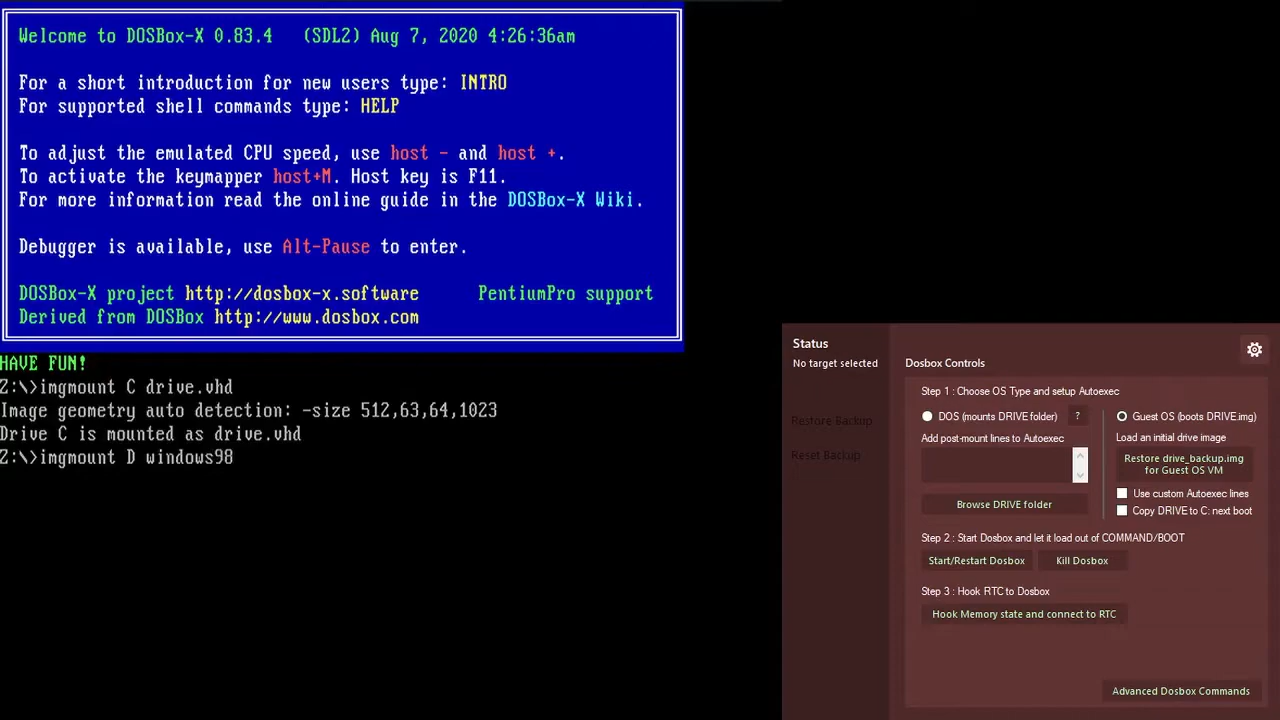 Welcome to DOSBox-X 0.83.4 (SDL2) Aug 7, 2020 4:26:36am
For a short introduction for new users type: INTRO
For supported shell commands type: HELP
To adjust the emulated CPU speed, use host - and host +.
To activate the keymapper host+M. Host key is F11.
For more information read the online guide in the DOSBox-X Wiki.
Debugger is available, use Alt-Pause to enter.
DOSBox-X project http://dosbox-x.software PentiumPro support
Derived from DOSBox http://www.dosbox.com
HAVE FUN!
Z:\>imgmount C drive.vhd
Image geometry auto detection: -size 512,63,64,1023
Drive C is mounted as drive.vhd
Z:\>imgmount D windows98
Status
No target selected
Restore Backup
Reset Backup
Dosbox Controls
Step 1 : Choose OS Type and setup Autoexec
DOS (mounts DRIVE folder) ?
Add post-mount lines to Autoexec
Browse DRIVE folder
Guest OS (boots DRIVE.img)
Load an initial drive image
Restore drive_backup.img
for Guest OS VM
Use custom Autoexec lines
Copy DRIVE to C: next boot
Step 2 : Start Dosbox and let it load out of COMMAND/BOOT
Start/Restart Dosbox Kill Dosbox
Step 3 : Hook RTC to Dosbox
Hook Memory state and connect to RTC
Advanced Dosbox Commands